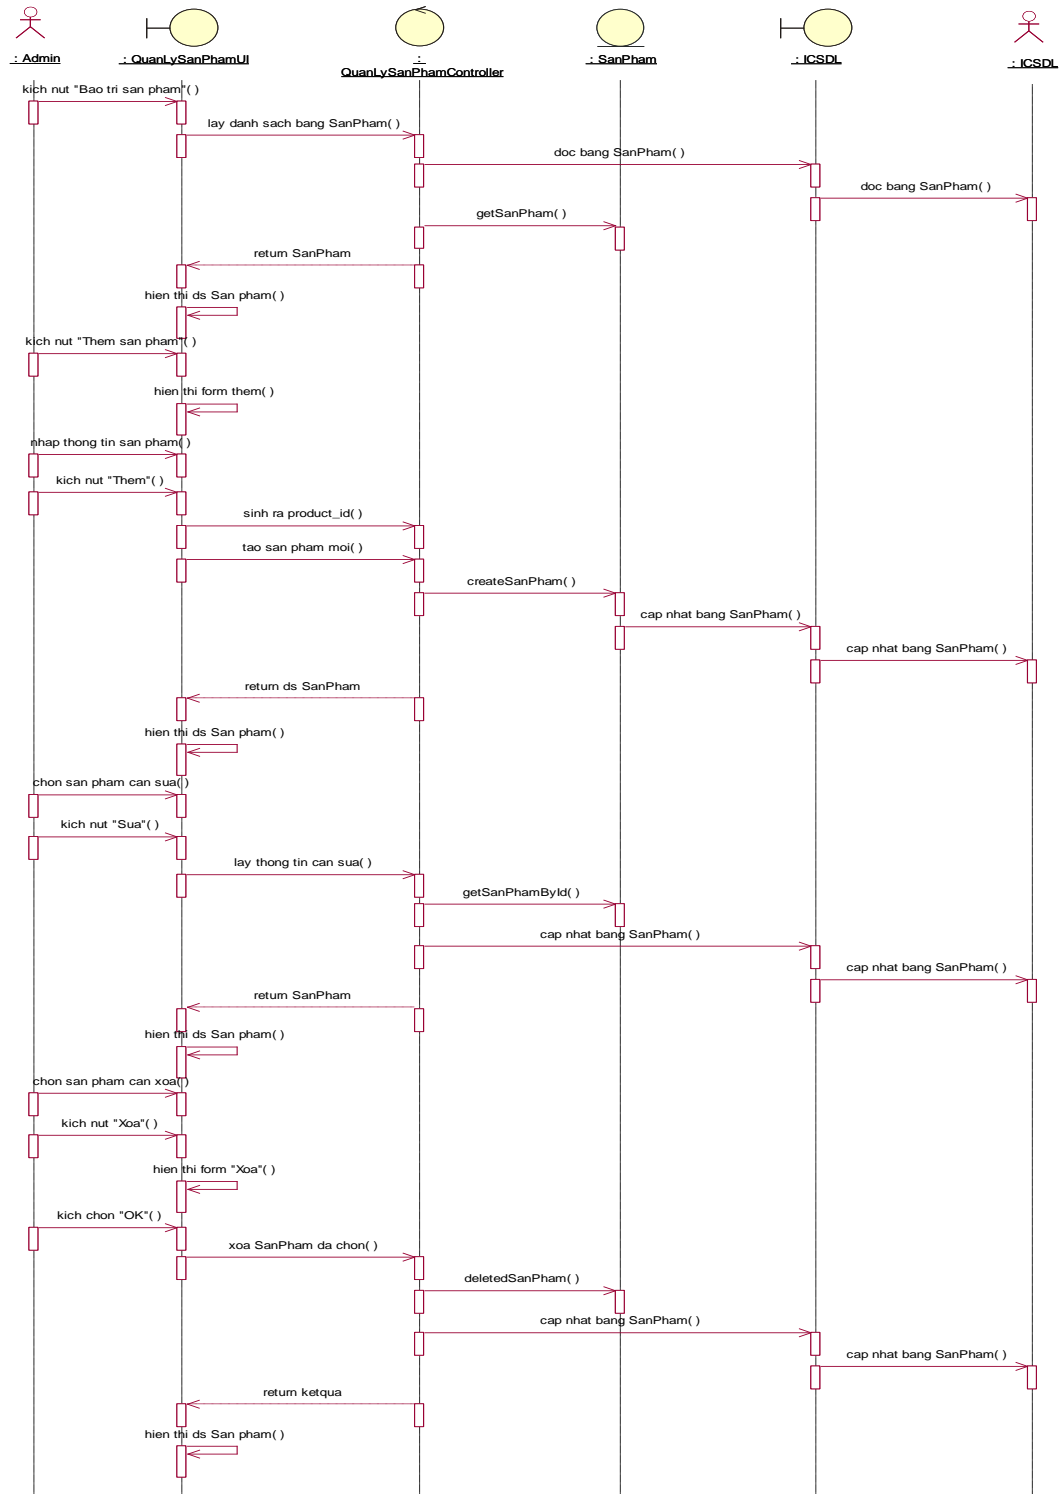 : Admin
: QuanLySanPhamUI
:
QuanLySanPhamController
: SanPham
: ICSDL
: ICSDL
kich nut "Bao tri san pham"( )
lay danh sach bang SanPham( )
doc bang SanPham( )
doc bang SanPham( )
getSanPham( )
return SanPham
hien thi ds San pham( )
kich nut "Them san pham"( )
hien thi form them( )
nhap thong tin san pham( )
kich nut "Them"( )
sinh ra product_id( )
tao san pham moi( )
createSanPham( )
cap nhat bang SanPham( )
cap nhat bang SanPham( )
return ds SanPham
hien thi ds San pham( )
chon san pham can sua( )
kich nut "Sua"( )
lay thong tin can sua( )
getSanPhamById( )
cap nhat bang SanPham( )
cap nhat bang SanPham( )
return SanPham
hien thi ds San pham( )
chon san pham can xoa( )
kich nut "Xoa"( )
hien thi form "Xoa"( )
kich chon "OK"( )
xoa SanPham da chon( )
deletedSanPham( )
cap nhat bang SanPham( )
cap nhat bang SanPham( )
return ketqua
hien thi ds San pham( )